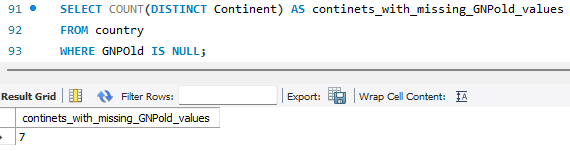 91 SELECT COUNT(DISTINCT Continent) AS continets_with_missing_GNPold_values
92 FROM country
93 WHERE GNPOld IS NULL;
Result Grid Filter Rows: Export: Wrap Cell Content: IA
continets_with_missing_GNPold_values
7